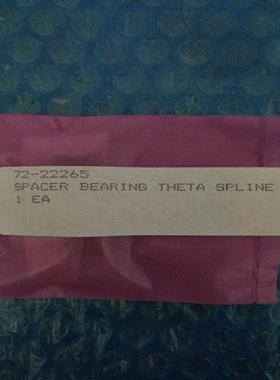 72-22265
SPACER BEARING THETA SPLINE
1 EA